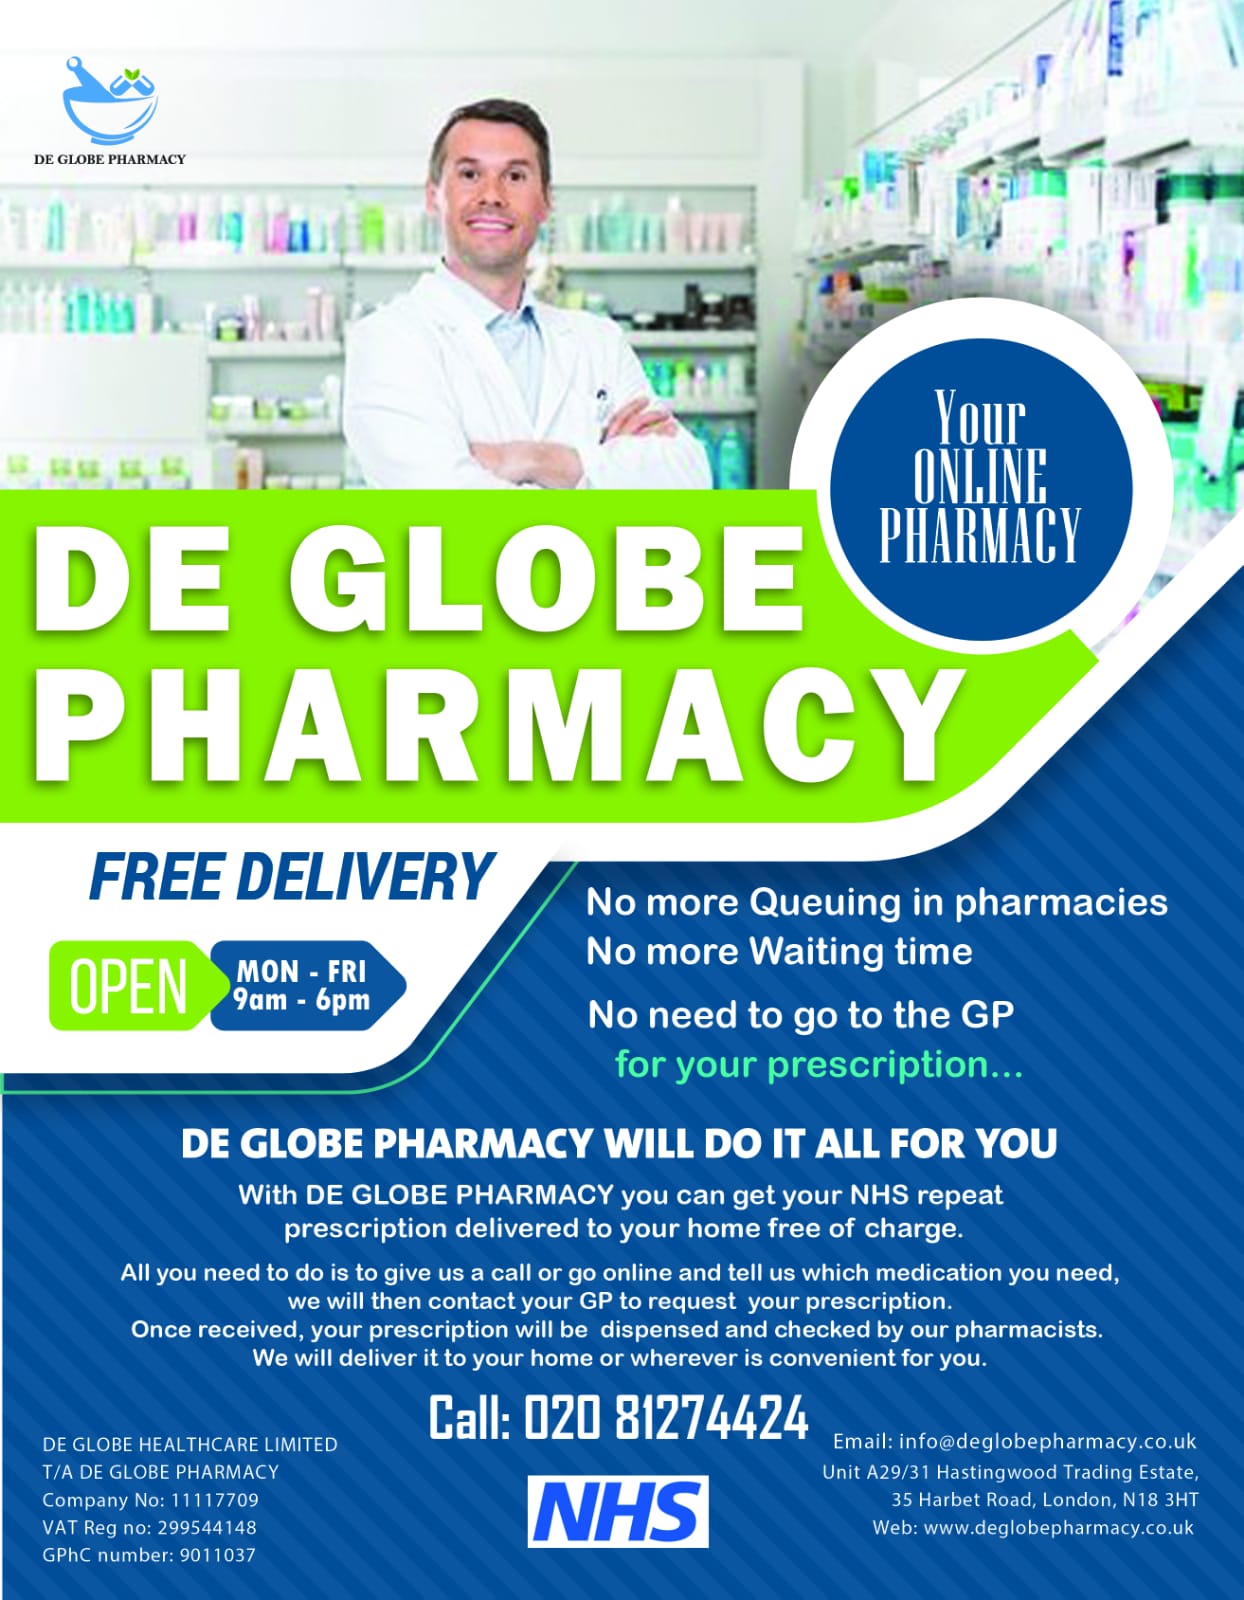 DE GLOBE PHARMACY
Your
ONLINE
PHARMACY
DE GLOBE
PHARMACY
FREE DELIVERY
OPEN
MON - FRI
9am - 6pm
No more Queuing in pharmacies
No more Waiting time
No need to go to the GP
for your prescription...
DE GLOBE PHARMACY WILL DO IT ALL FOR YOU
With DE GLOBE PHARMACY you can get your NHS repeat
prescription delivered to your home free of charge.
All you need to do is to give us a call or go online and tell us which medication you need,
we will then contact your GP to request your prescription.
Once received, your prescription will be dispensed and checked by our pharmacists.
We will deliver it to your home or wherever is convenient for you.
Call: 020 81274424
DE GLOBE HEALTHCARE LIMITED
T/A DE GLOBE PHARMACY
Company No: 11117709
VAT Reg no: 299544148
GPhC number: 9011037
NHS
Email: info@deglobepharmacy.co.uk
Unit A29/31 Hastingwood Trading Estate,
35 Harbet Road, London, N18 3HT
Web: www.deglobepharmacy.co.uk